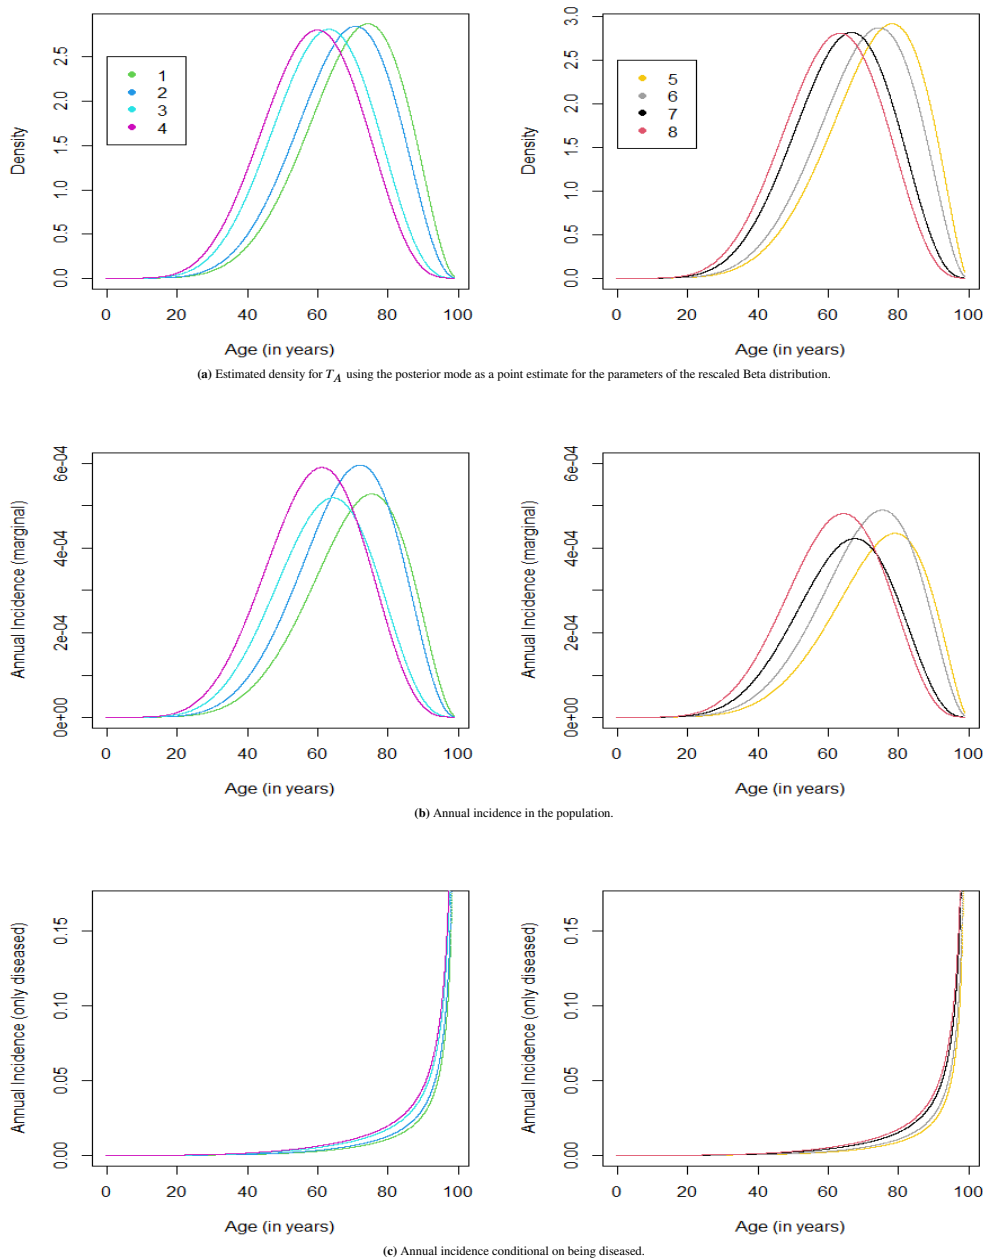 Density
0.0 0.5 1.0 1.5 2.0 2.5
1
2
3
4
0 20 40 60 80 100
Age (in years)
Density
0.0 0.5 1.0 1.5 2.0 2.5 3.0
5
6
7
8
0 20 40 60 80 100
Age (in years)
(a) Estimated density for T_A using the posterior mode as a point estimate for the parameters of the rescaled Beta distribution.
Annual Incidence (marginal)
0e+00 2e-04 4e-04 6e-04
0 20 40 60 80 100
Age (in years)
Annual Incidence (marginal)
0e+00 2e-04 4e-04 6e-04
0 20 40 60 80 100
Age (in years)
(b) Annual incidence in the population.
Annual Incidence (only diseased)
0.00 0.05 0.10 0.15
0 20 40 60 80 100
Age (in years)
Annual Incidence (only diseased)
0.00 0.05 0.10 0.15
0 20 40 60 80 100
Age (in years)
(c) Annual incidence conditional on being diseased.